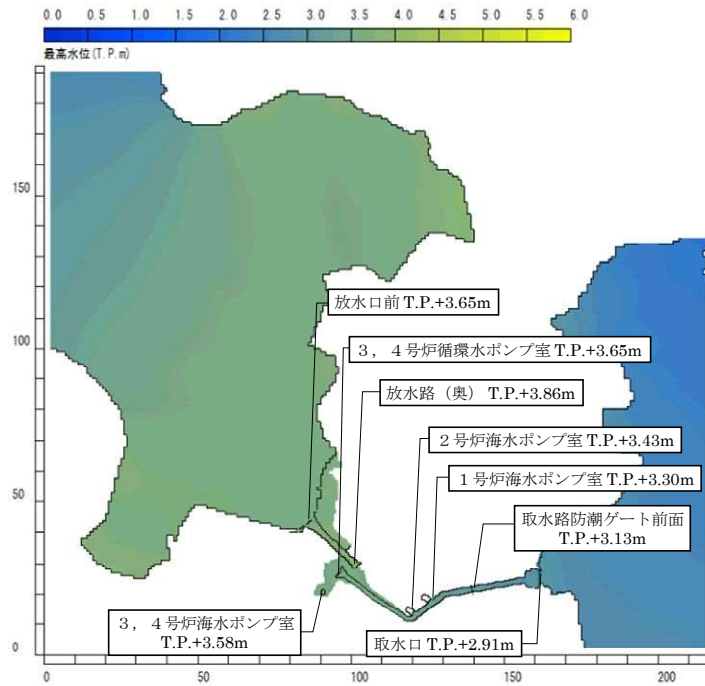 0.0 0.5 1.0 1.5 2.0 2.5 3.0 3.5 4.0 4.5 5.0 5.5 6.0
最高水位(T.P.m)
150
放水口前 T.P.+3.65m
100
３，４号炉循環水ポンプ室 T.P.+3.65m
放水路（奥） T.P.+3.86m
２号炉海水ポンプ室 T.P.+3.43m
50
１号炉海水ポンプ室 T.P.+3.30m
取水路防潮ゲート前面
T.P.+3.13m
３，４号炉海水ポンプ室
T.P.+3.58m
取水口 T.P.+2.91m
0
0 50 100 150 200